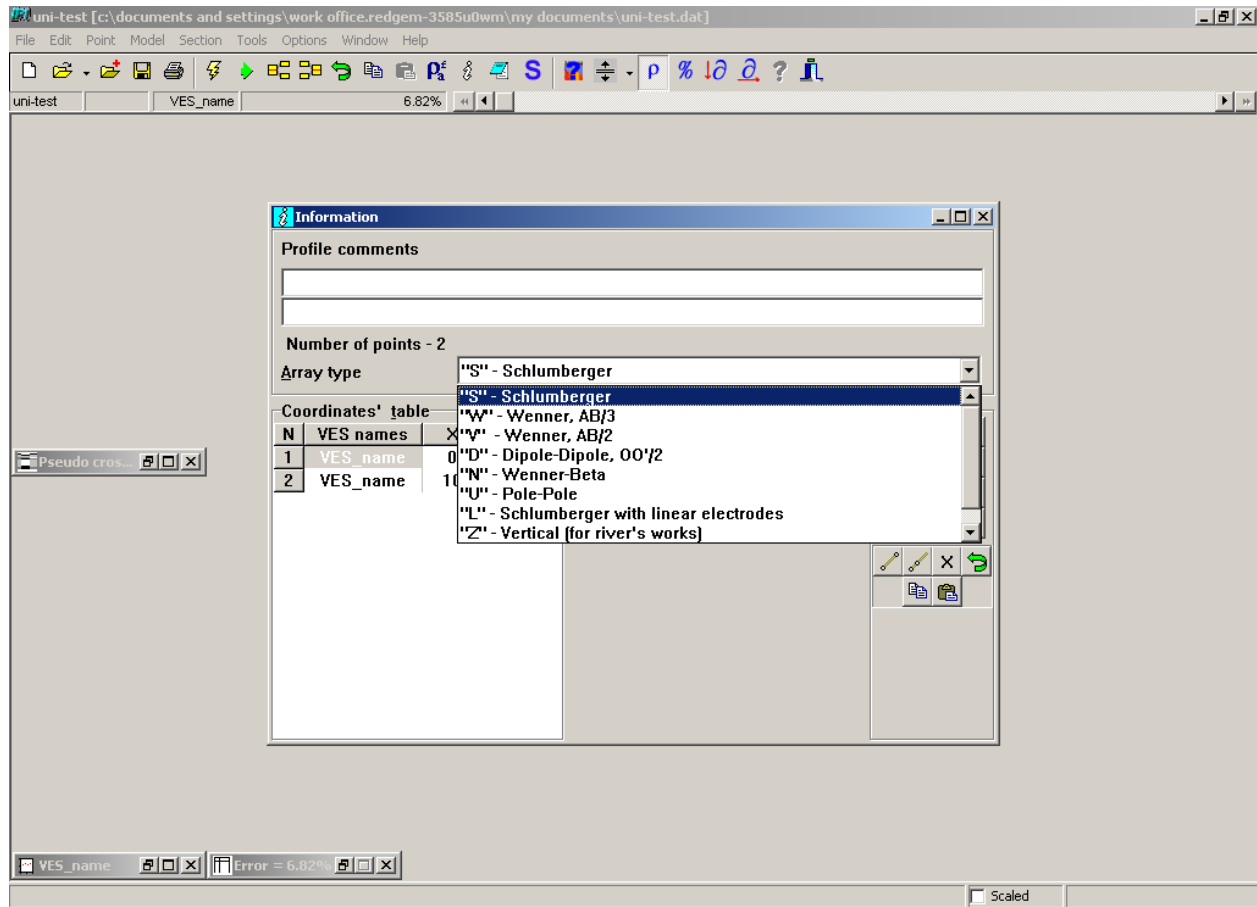 uni-test [c:\documents and settings\work office.redgem-3585u0wm\my documents\uni-test.dat]
File Edit Point Model Section Tools Options Window Help
S ρ % ?
uni-test VES_name 6.82%
Information
Profile comments
Number of points - 2
Array type "S" - Schlumberger
"S" - Schlumberger
"W" - Wenner, AB/3
"V" - Wenner, AB/2
"D" - Dipole-Dipole, OO'/2
"N" - Wenner-Beta
"U" - Pole-Pole
"L" - Schlumberger with linear electrodes
"Z" - Vertical (for river's works)
Coordinates' table
N VES names X
1 VES_name 0
2 VES_name 10
Pseudo cros...
VES_name
Error = 6.82%
Scaled